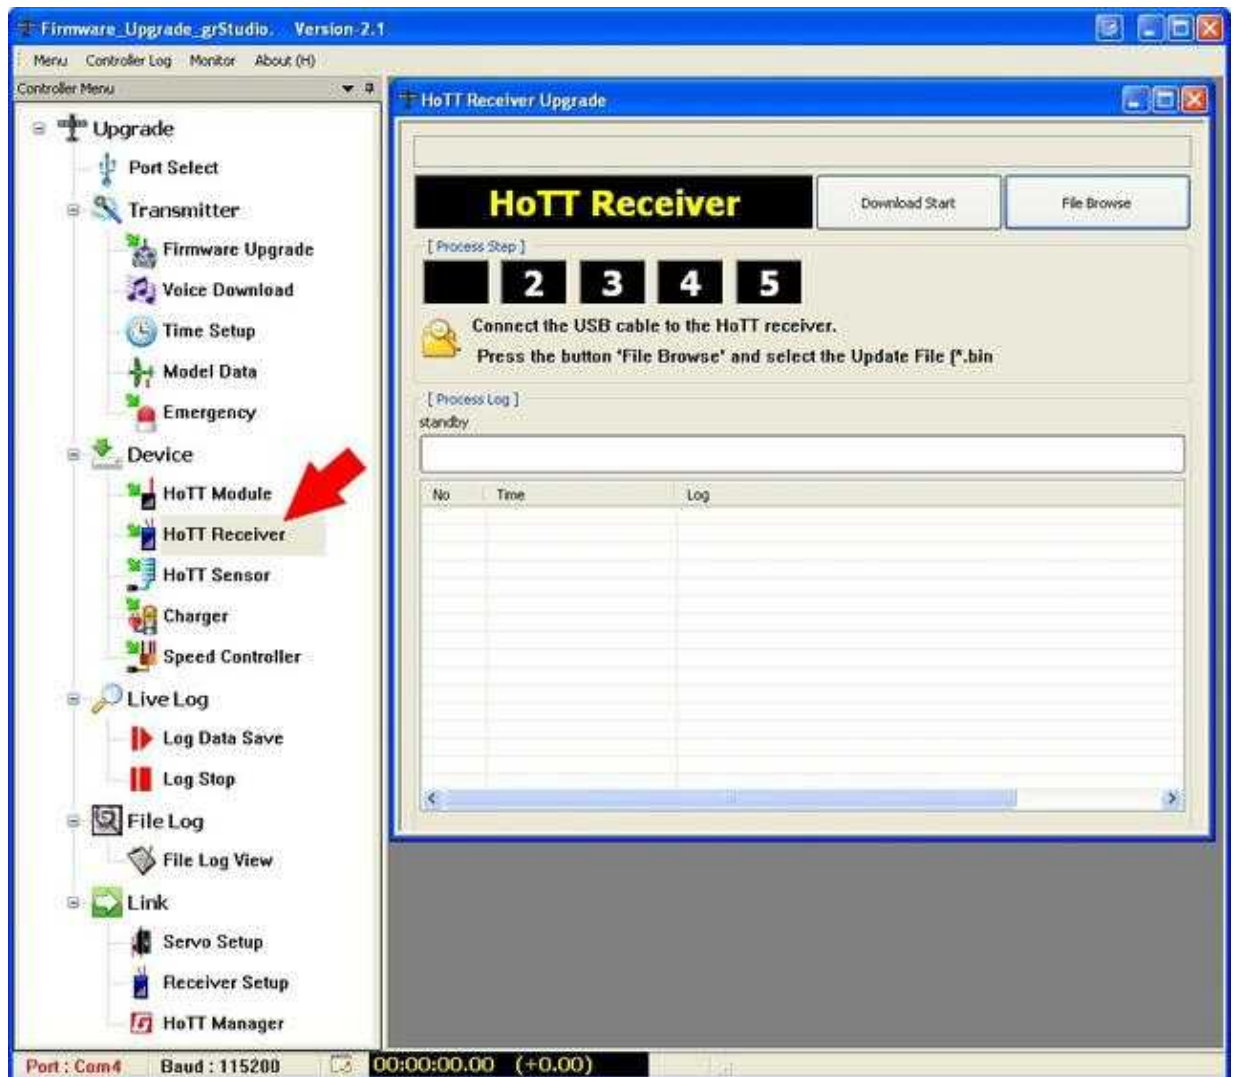 Firmware_Upgrade_grStudio. Version-2.1
Menu Controller Log Monitor About (H)
Controller Menu
Upgrade
Port Select
Transmitter
Firmware Upgrade
Voice Download
Time Setup
Model Data
Emergency
Device
HoTT Module
HoTT Receiver
HoTT Sensor
Charger
Speed Controller
Live Log
Log Data Save
Log Stop
File Log
File Log View
Link
Servo Setup
Receiver Setup
HoTT Manager
HoTT Receiver Upgrade
HoTT Receiver Download Start File Browse
[ Process Step ]
2 3 4 5
Connect the USB cable to the HoTT receiver.
Press the button 'File Browse' and select the Update File [*.bin
[ Process Log ]
standby
No Time Log
Port : Com4 Baud : 115200 00:00:00.00 (+0.00)